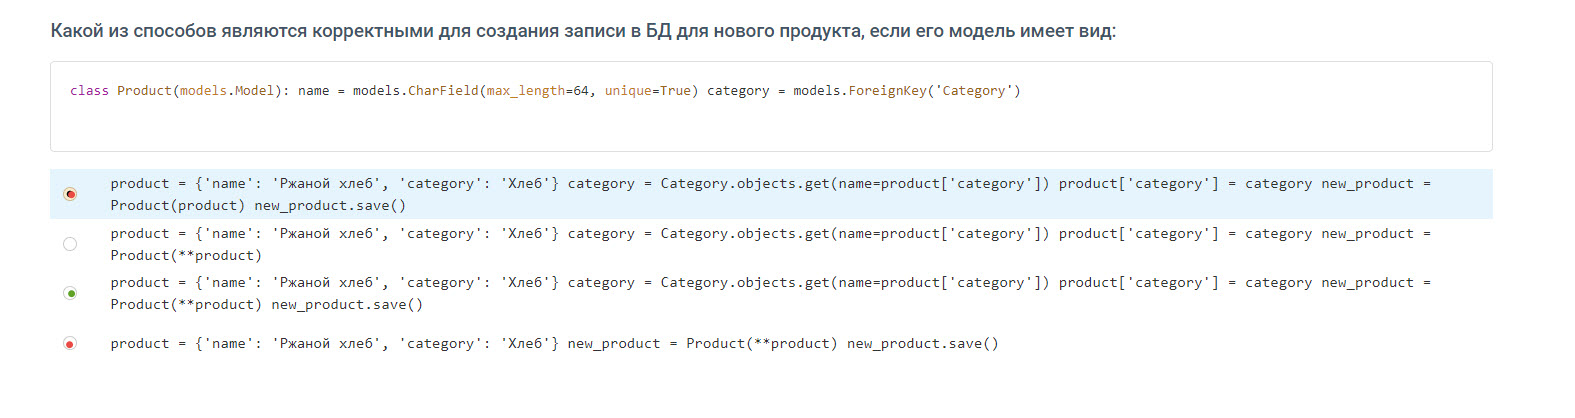 Какой из способов являются корректными для создания записи в БД для нового продукта, если его модель имеет вид:
class Product(models.Model): name = models.CharField(max_length=64, unique=True) category = models.ForeignKey('Category')
product = {'name': 'Ржаной хлеб', 'category': 'Хлеб'} category = Category.objects.get(name=product['category']) product['category'] = category new_product =
Product(product) new_product.save()
product = {'name': 'Ржаной хлеб', 'category': 'Хлеб'} category = Category.objects.get(name=product['category']) product['category'] = category new_product =
Product(**product)
product = {'name': 'Ржаной хлеб', 'category': 'Хлеб'} category = Category.objects.get(name=product['category']) product['category'] = category new_product =
Product(**product) new_product.save()
product = {'name': 'Ржаной хлеб', 'category': 'Хлеб'} new_product = Product(**product) new_product.save()